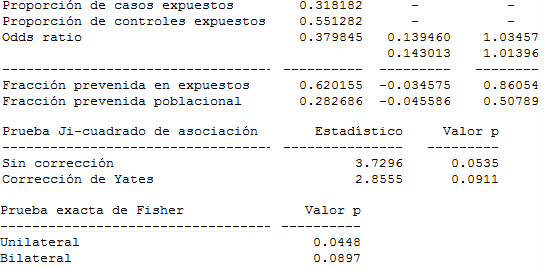 Proporción de casos expuestos 0.318182 - -
Proporción de controles expuestos 0.551282 - -
Odds ratio 0.379845 0.139460 1.03457
0.143013 1.01396
---------------------------------- ---------- --------- --------
Fracción prevenida en expuestos 0.620155 -0.034575 0.86054
Fracción prevenida poblacional 0.282686 -0.045586 0.50789
Prueba Ji-cuadrado de asociación Estadístico Valor p
---------------------------------- --------------- ---------
Sin corrección 3.7296 0.0535
Corrección de Yates 2.8555 0.0911
Prueba exacta de Fisher Valor p
---------------------------------- ----------
Unilateral 0.0448
Bilateral 0.0897